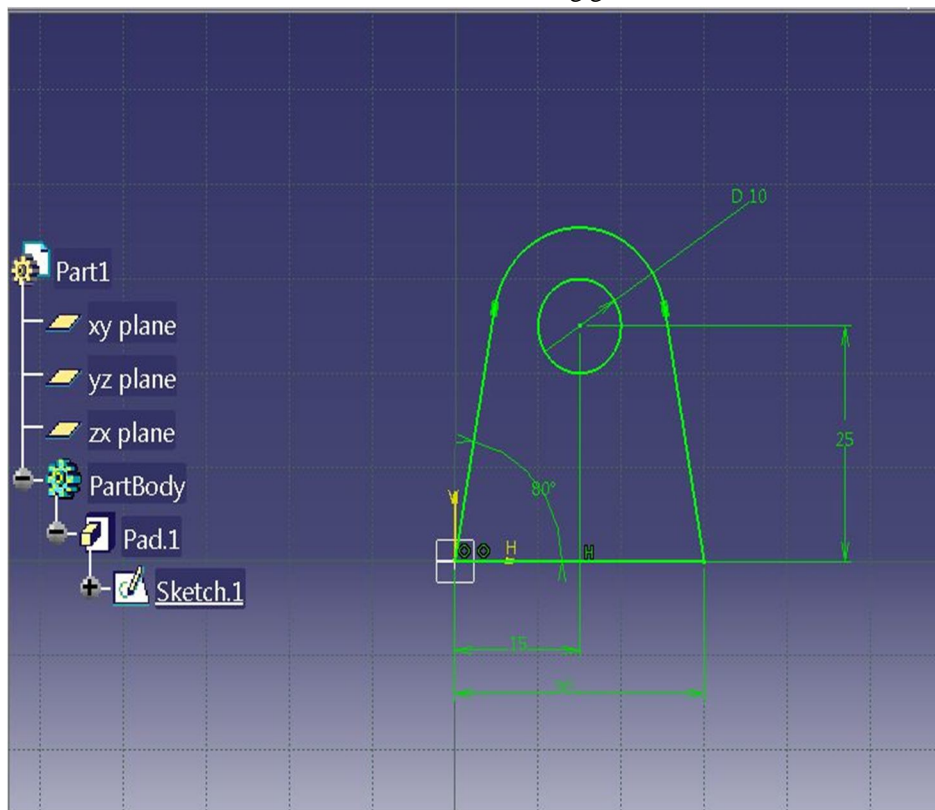 D 10
Part1
xy plane
yz plane
zx plane
25
PartBody
80°
Pad.1
H
H
Sketch.1
15